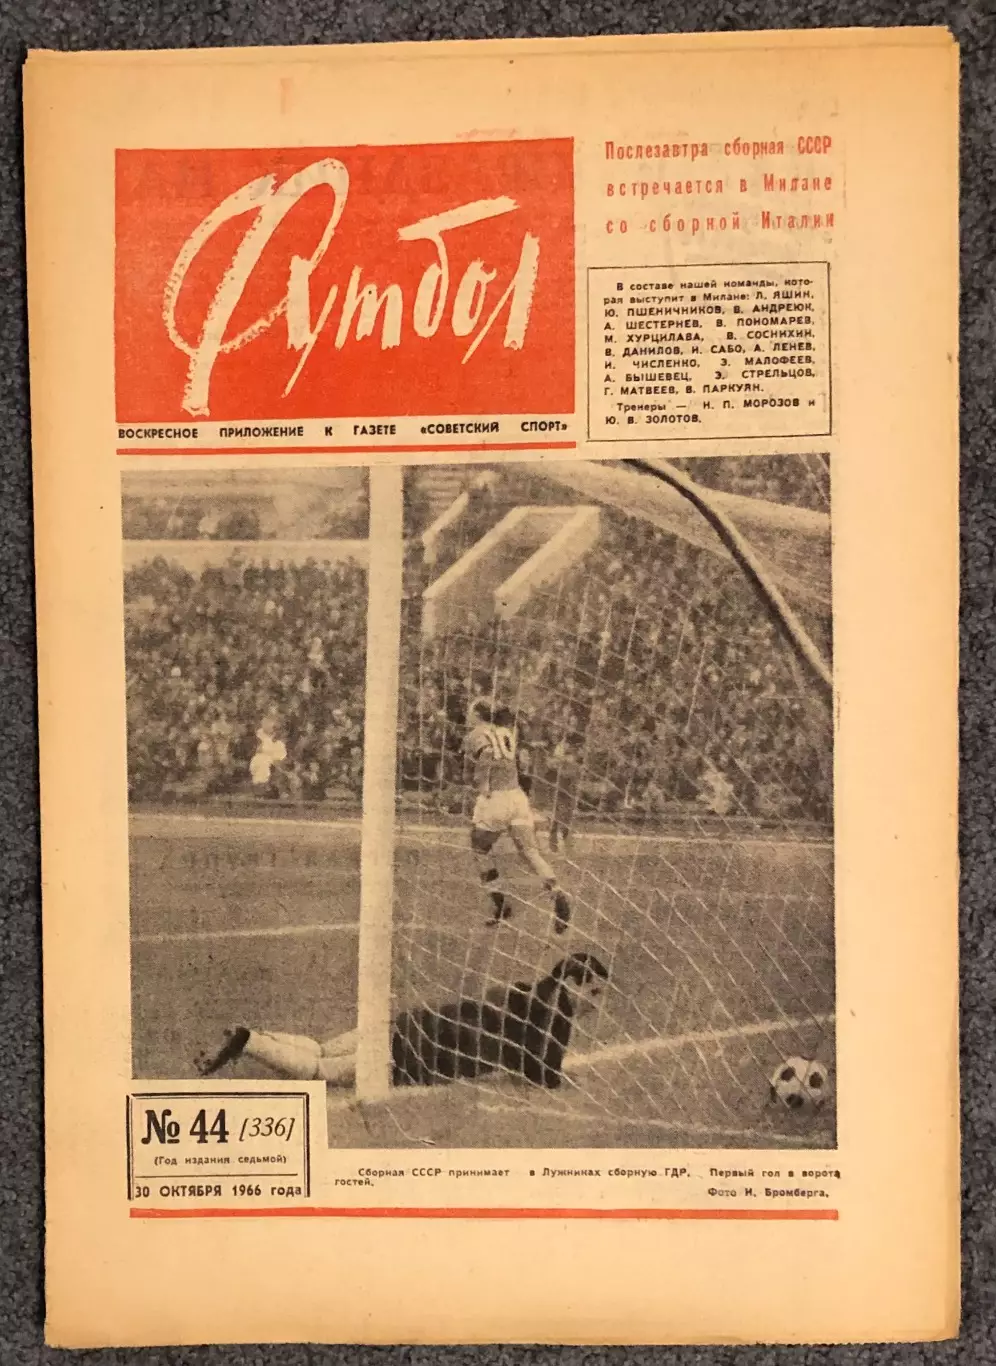 Футбол
ВОСКРЕСНОЕ ПРИЛОЖЕНИЕ К ГАЗЕТЕ «СОВЕТСКИЙ СПОРТ»
Послезавтра сборная СССР
встречается в Милане
со сборной Италии
В составе нашей команды, кото-
рая выступит в Милане: Л. ЯШИН,
Ю. ПШЕНИЧНИКОВ, В. АНДРЕЮК,
А. ШЕСТЕРНЕВ, В. ПОНОМАРЕВ,
М. ХУРЦИЛАВА, В. СОСНИХИН,
В. ДАНИЛОВ, И. САБО, А. ЛЕНЕВ,
И. ЧИСЛЕНКО, Э. МАЛОФЕЕВ,
А. БЫШЕВЕЦ, Э. СТРЕЛЬЦОВ,
Г. МАТВЕЕВ, В. ПАРКУЯН.
Тренеры — Н. П. МОРОЗОВ и
Ю. В. ЗОЛОТОВ.
10
№ 44 [336]
(Год издания седьмой)
30 ОКТЯБРЯ 1966 года
Сборная СССР принимает в Лужниках сборную ГДР. Первый гол в ворота
гостей.
Фото И. Бромберга.